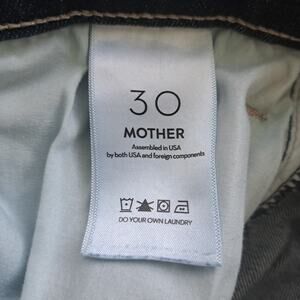 30
MOTHER
Assembled in USA
by both USA and foreign components
DO YOUR OWN LAUNDRY